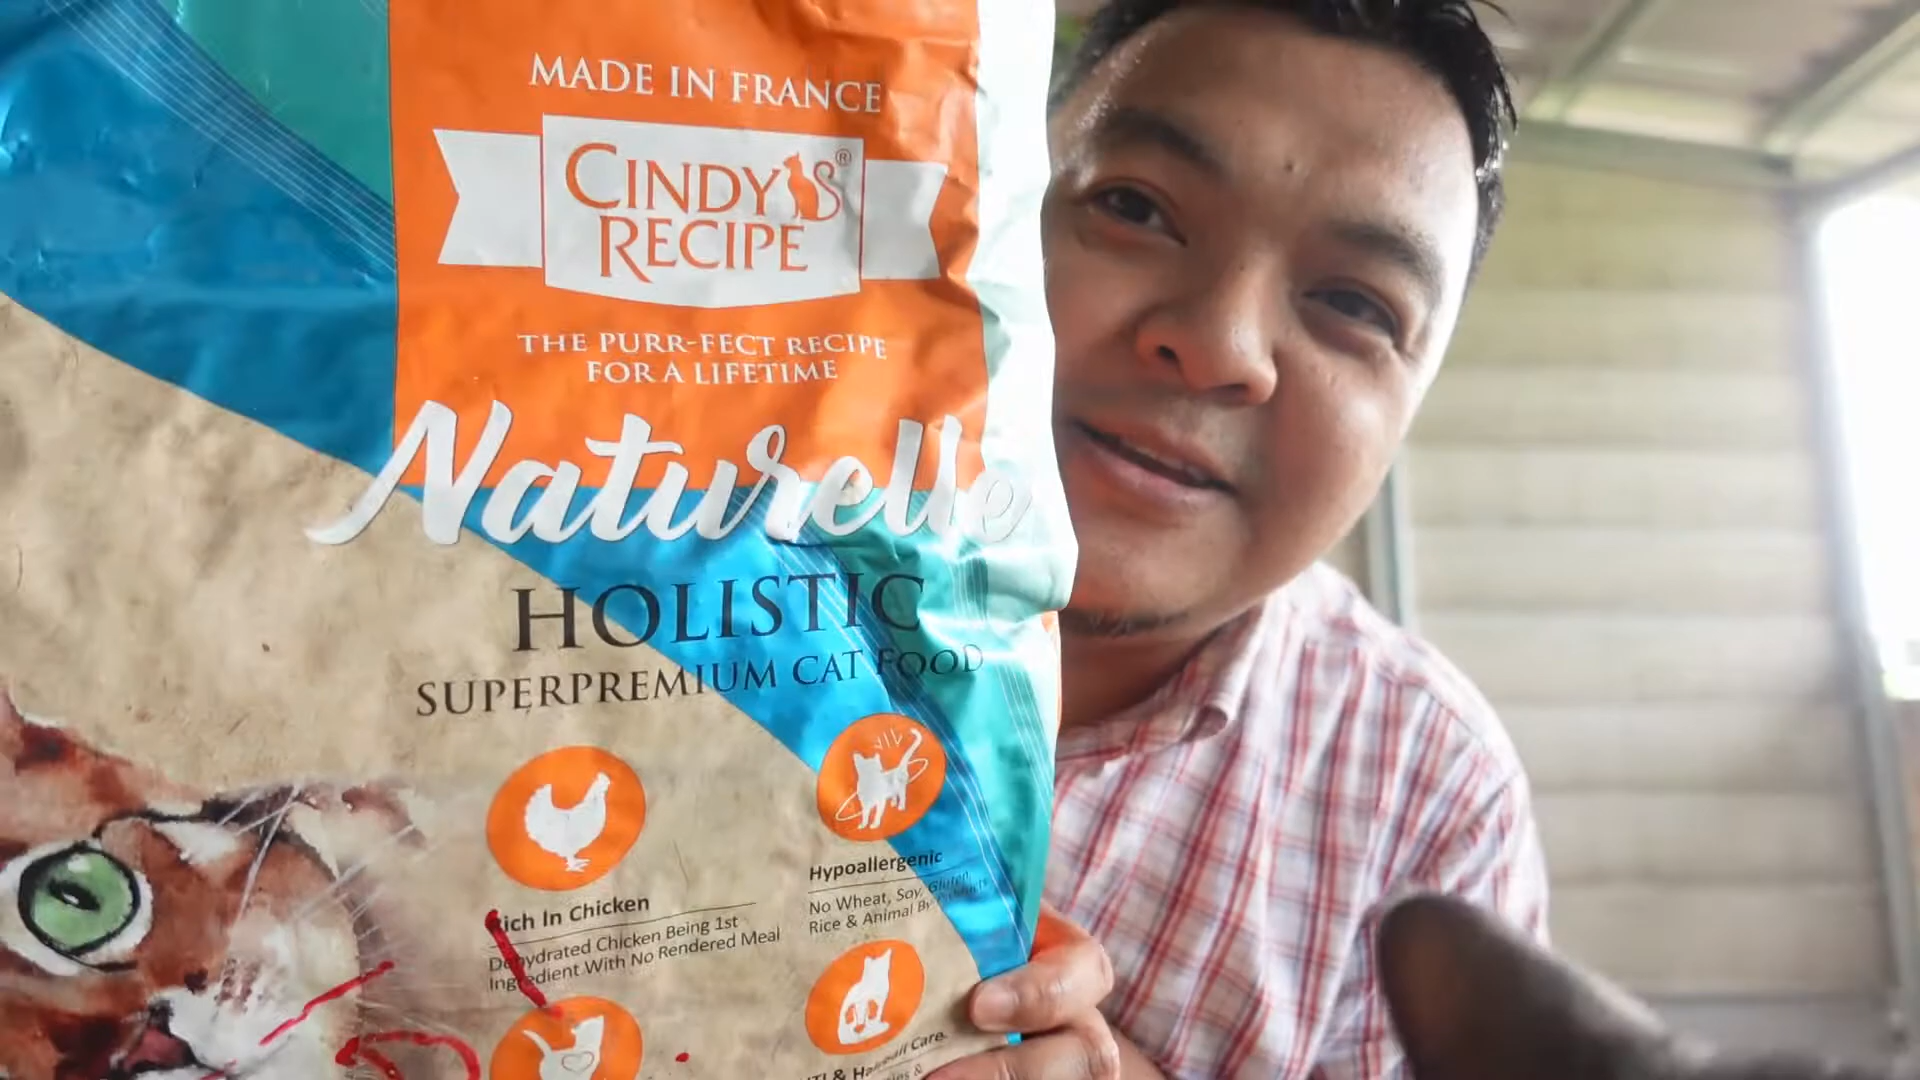 MADE IN FRANCE
CINDY'S®
RECIPE
THE PURR-FECT RECIPE
FOR A LIFETIME
Naturelle
HOLISTIC
SUPERPREMIUM CAT FOOD
Rich In Chicken
Dehydrated Chicken Being 1st
Ingredient With No Rendered Meal
Hypoallergenic
No Wheat, Soy, Gluten,
Rice & Animal By-Products
& Hairball Care